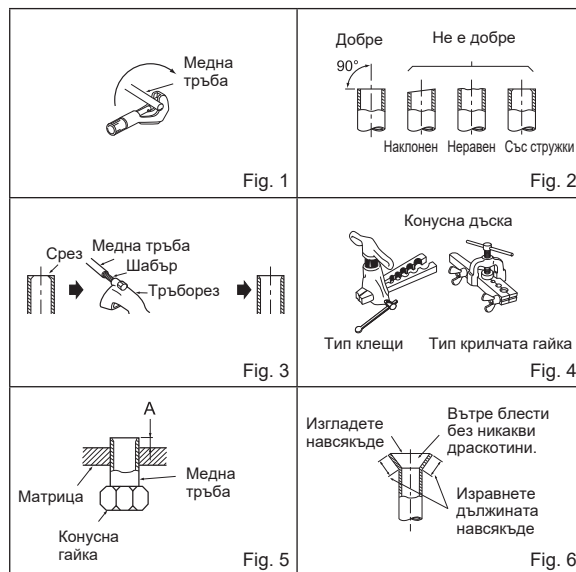 Медна
тръба
Fig. 1
Добре
Не е добре
90°
Наклонен
Неравен
Със стружки
Fig. 2
Срез
Медна тръба
Шабър
Тръборез
Fig. 3
Конусна дъска
Тип клещи
Тип крилчата гайка
Fig. 4
A
Матрица
Медна
тръба
Конусна
гайка
Fig. 5
Изгладете
навсякъде
Вътре блести
без никакви
драскотини.
Изравнете
дължината
навсякъде
Fig. 6